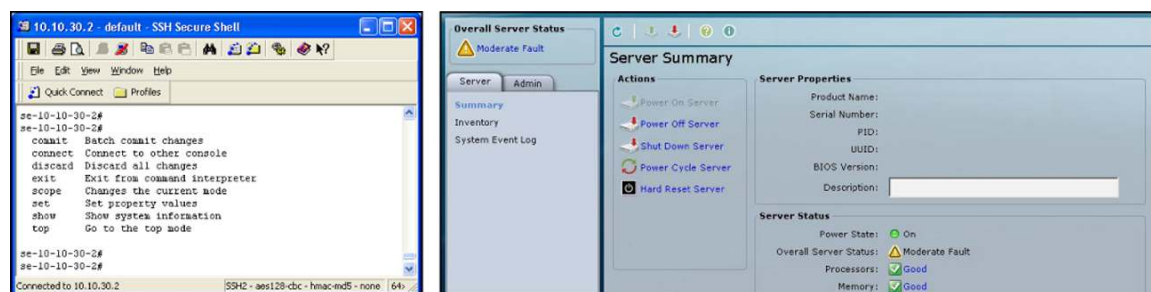 10.10.30.2 - default - SSH Secure Shell
File Edit View Window Help
Quick Connect Profiles
se-10-10-30-2#
se-10-10-30-2#
commit Batch commit changes
connect Connect to other console
discard Discard all changes
exit Exit from command interpreter
scope Changes the current mode
set Set property values
show Show system information
top Go to the top mode
se-10-10-30-2#
se-10-10-30-2#
Connected to 10.10.30.2 SSH2 - aes128-cbc - hmac-md5 - none 64
Overall Server Status
Moderate Fault
Server Admin
Summary
Inventory
System Event Log
Server Summary
Actions
Power On Server
Power Off Server
Shut Down Server
Power Cycle Server
Hard Reset Server
Server Properties
Product Name:
Serial Number:
PID:
UUID:
BIOS Version:
Description:
Server Status
Power State: On
Overall Server Status: Moderate Fault
Processors: Good
Memory: Good